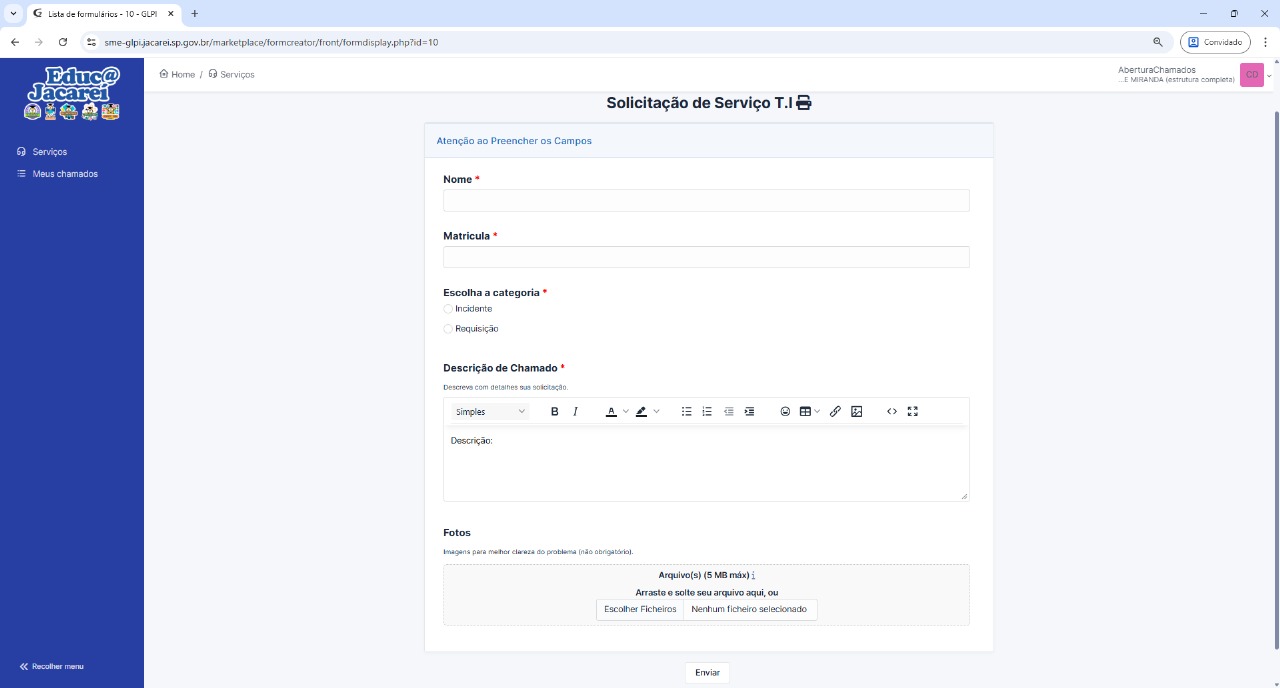 Lista de formulários - 10 - GLPI
sme-glpi.jacarei.sp.gov.br/marketplace/formcreator/front/formdisplay.php?id=10
Convidado
Educ@
Jacareí
Home / Serviços
AberturaChamados
...E MIRANDA (estrutura completa)
CD
Serviços
Meus chamados
Recolher menu
Solicitação de Serviço T.I
Atenção ao Preencher os Campos
Nome *
Matricula *
Escolha a categoria *
Incidente
Requisição
Descrição de Chamado *
Descreva com detalhes sua solicitação.
Simples B I A
Descrição:
Fotos
Imagens para melhor clareza do problema (não obrigatório).
Arquivo(s) (5 MB máx) i
Arraste e solte seu arquivo aqui, ou
Escolher Ficheiros Nenhum ficheiro selecionado
Enviar